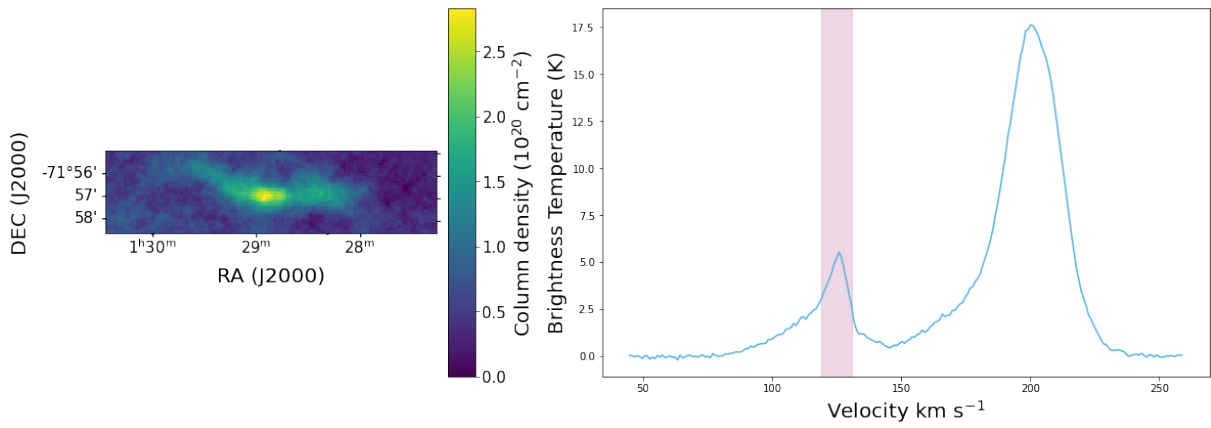 DEC (J2000)
-71°56'
57'
58'
1ʰ30ᵐ
29ᵐ
28ᵐ
RA (J2000)
2.5
2.0
1.5
1.0
0.5
0.0
Column density (10²⁰ cm⁻²)
Brightness Temperature (K)
17.5
15.0
12.5
10.0
7.5
5.0
2.5
0.0
50
100
150
200
250
Velocity km s⁻¹